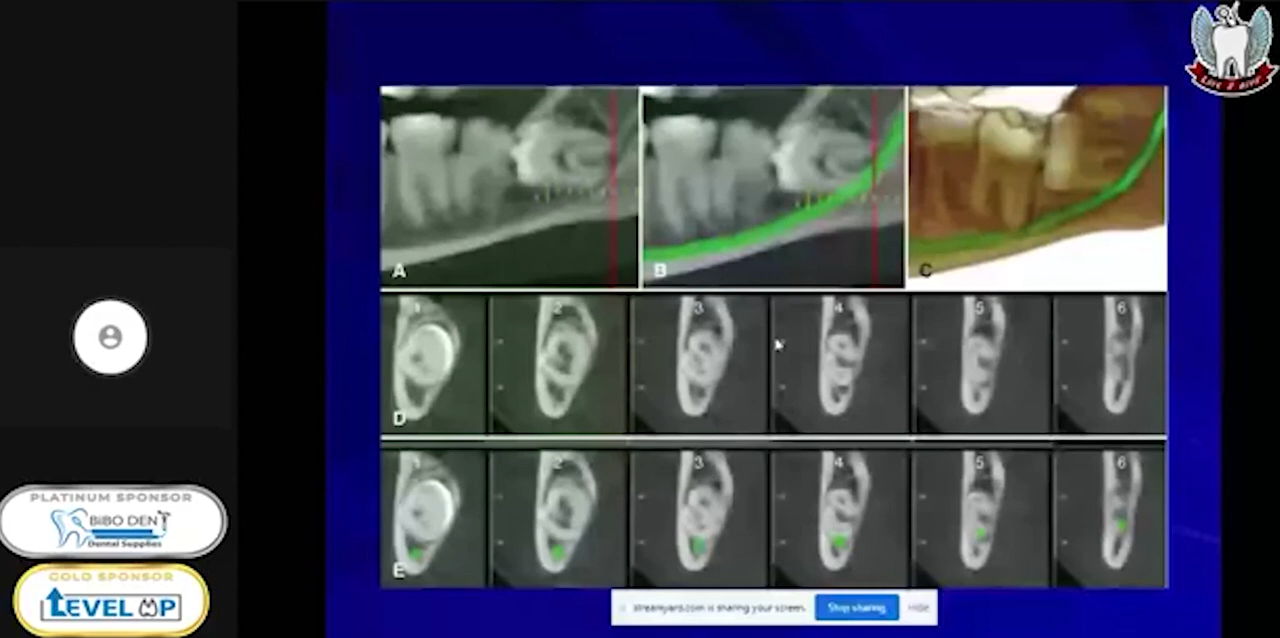 A
B
C
1
2
3
4
5
6
D
1
2
3
4
5
6
E
PLATINUM SPONSOR
BiBO DENT
Dental Supplies
GOLD SPONSOR
LEVEL UP
streamyard.com is sharing your screen.
Stop sharing
Hide